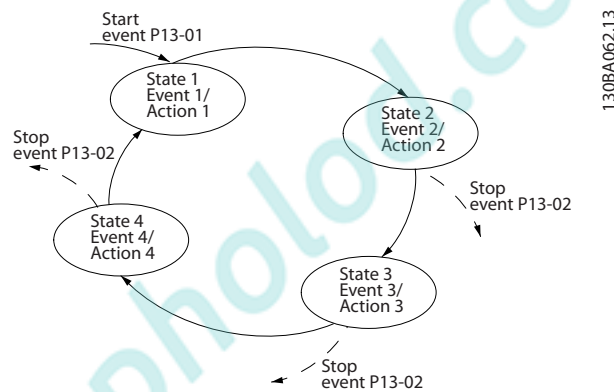 Start
event P13-01
State 1
Event 1/
Action 1
State 2
Event 2/
Action 2
Stop
event P13-02
Stop
event P13-02
State 4
Event 4/
Action 4
State 3
Event 3/
Action 3
Stop
event P13-02
130BA062.13
pholod.co